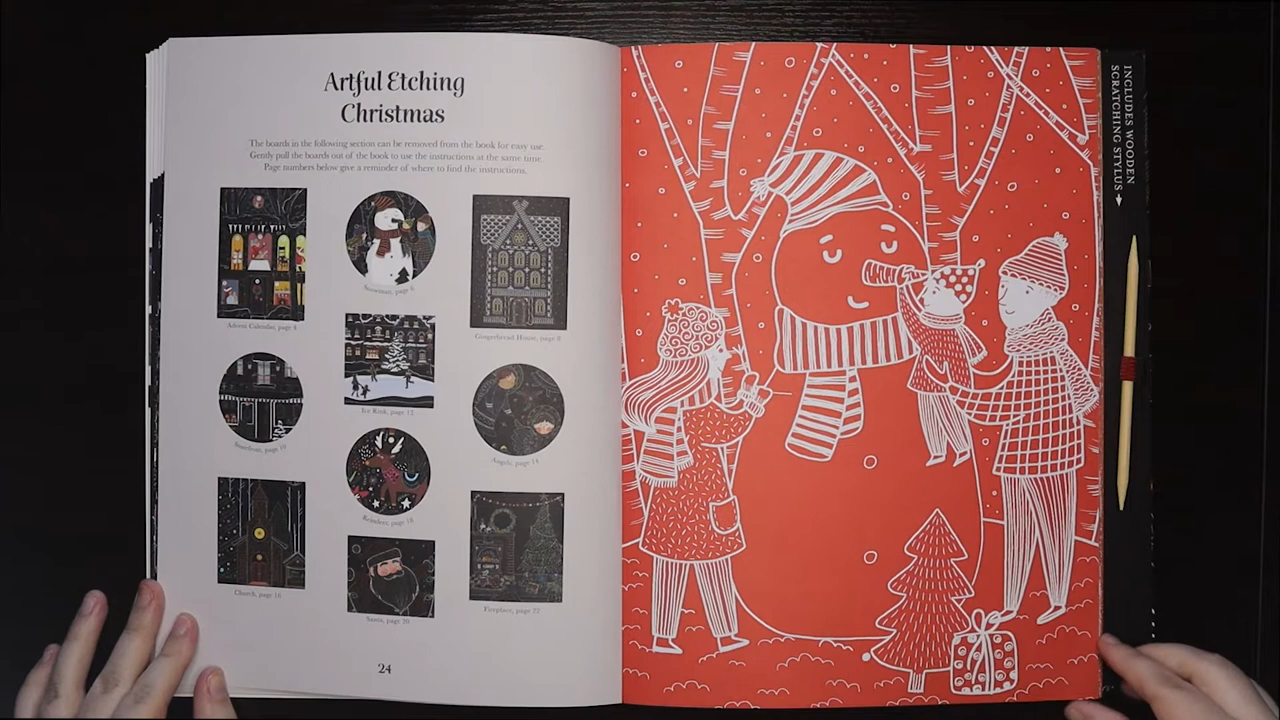 Artful Etching
Christmas
The boards in the following section can be removed from the book for easy use.
Gently pull the boards out of the book to use the instructions at the same time.
Page numbers below give a reminder of where to find the instructions.
Advent Calendar, page 4
Snowman, page 6
Gingerbread House, page 8
Ice Rink, page 12
Angels, page 14
Church, page 16
Reindeer, page 18
Santa, page 20
Fireplace, page 22
24
INCLUDES WOODEN
SCRATCHING STYLUS